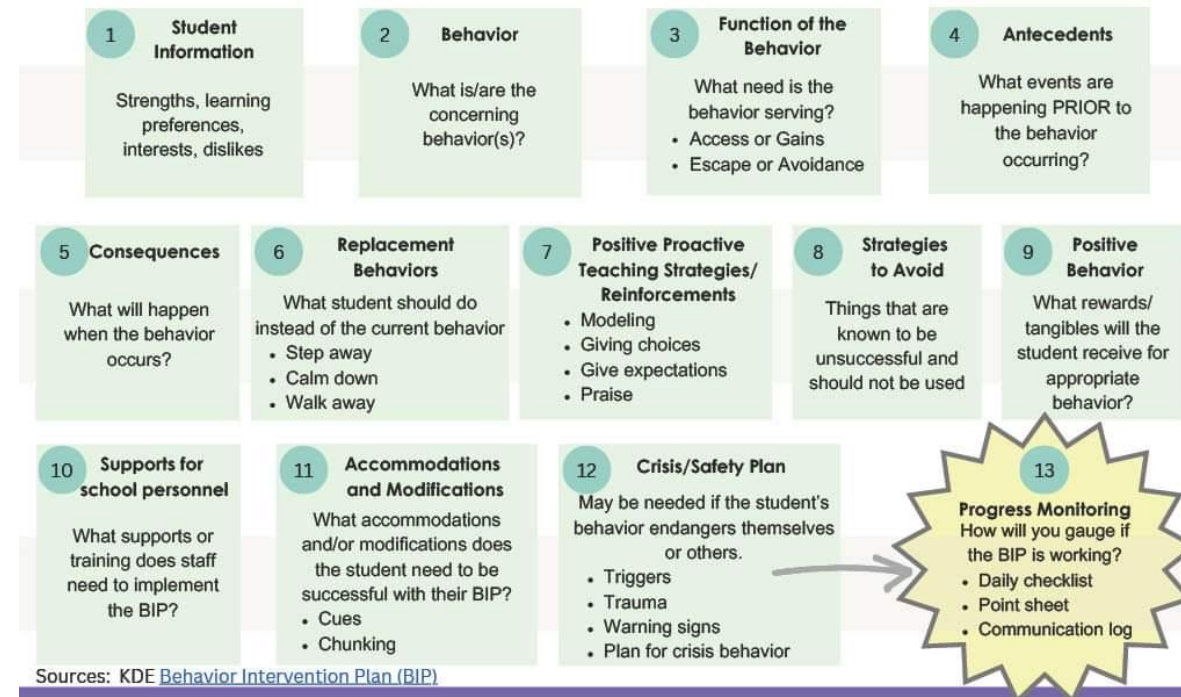 1
Student
Information
Strengths, learning
preferences,
interests, dislikes
2
Behavior
What is/are the
concerning
behavior(s)?
3
Function of the
Behavior
What need is the
behavior serving?
• Access or Gains
• Escape or Avoidance
4
Antecedents
What events are
happening PRIOR to
the behavior
occurring?
5
Consequences
What will happen
when the behavior
occurs?
6
Replacement
Behaviors
What student should do
instead of the current behavior
• Step away
• Calm down
• Walk away
7
Positive Proactive
Teaching Strategies/
Reinforcements
• Modeling
• Giving choices
• Give expectations
• Praise
8
Strategies
to Avoid
Things that are
known to be
unsuccessful and
should not be used
9
Positive
Behavior
What rewards/
tangibles will the
student receive for
appropriate
behavior?
10
Supports for
school personnel
What supports or
training does staff
need to implement
the BIP?
11
Accommodations
and Modifications
What accommodations
and/or modifications does
the student need to be
successful with their BIP?
• Cues
• Chunking
12
Crisis/Safety Plan
May be needed if the student's
behavior endangers themselves
or others.
• Triggers
• Trauma
• Warning signs
• Plan for crisis behavior
13
Progress Monitoring
How will you gauge if
the BIP is working?
• Daily checklist
• Point sheet
• Communication log
Sources: KDE Behavior Intervention Plan (BIP)